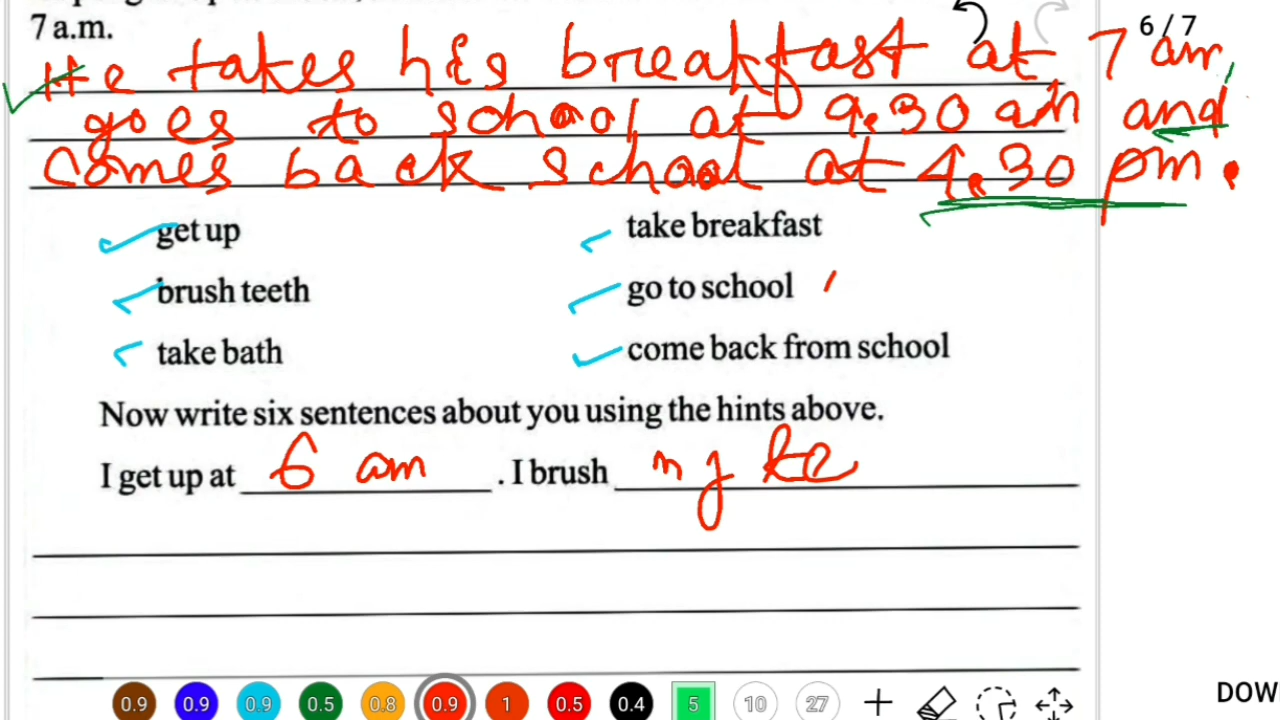 7 a.m.
6 / 7
He takes his breakfast at 7 am
goes to school at 9.30 am and
comes back school at 4.30 pm.
get up
take breakfast
brush teeth
go to school
take bath
come back from school
Now write six sentences about you using the hints above.
I get up at 6 am . I brush my te
0.9 0.9 0.9 0.5 0.8 0.9 1 0.5 0.4 5 10 27
DOW